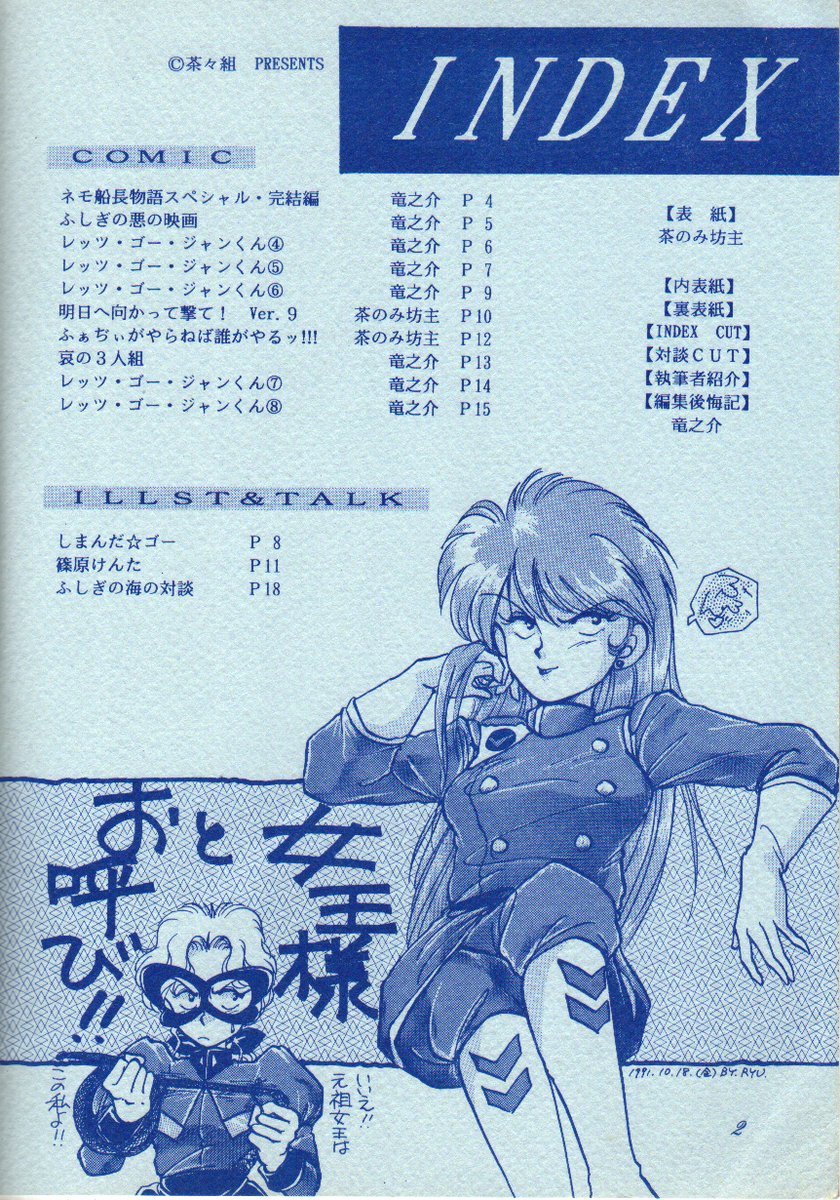 ©茶々組 PRESENTS
INDEX
COMIC
ネモ船長物語スペシャル・完結編 竜之介 P 4
ふしぎの悪の映画 竜之介 P 5
レッツ・ゴー・ジャンくん④ 竜之介 P 6
レッツ・ゴー・ジャンくん⑤ 竜之介 P 7
レッツ・ゴー・ジャンくん⑥ 竜之介 P 9
明日へ向かって撃て! Ver.9 茶のみ坊主 P10
ふぁぢぃがやらねば誰がやるッ!!! 茶のみ坊主 P12
哀の3人組 竜之介 P13
レッツ・ゴー・ジャンくん⑦ 竜之介 P14
レッツ・ゴー・ジャンくん⑧ 竜之介 P15
【表 紙】
茶のみ坊主
【内表紙】
【裏表紙】
【INDEX CUT】
【対談CUT】
【執筆者紹介】
【編集後悔記】
竜之介
ILLST&TALK
しまんだ☆ゴー P 8
篠原けんた P11
ふしぎの海の対談 P18
女王様
と
お
呼び!!
いいえ!!
元祖女王は
この私よ!!
1991.10.18.(金) BY.RYU.
2